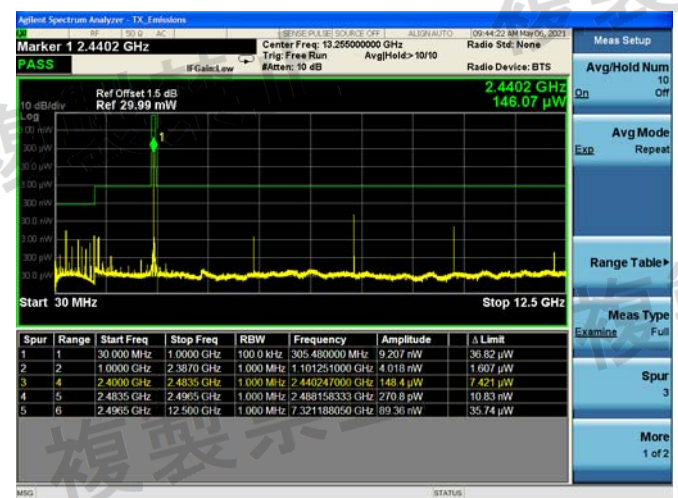 Agilent Spectrum Analyzer - TX_Emissions
RF 50 Ω AC SENSE:PULSE SOURCE OFF ALIGN AUTO 09:44:22 AM May 06, 2021
Marker 1 2.4402 GHz
Center Freq: 13.255000000 GHz
Radio Std: None
Trig: Free Run Avg|Hold:> 10/10
PASS
IFGain:Low
#Atten: 10 dB
Radio Device: BTS
2.4402 GHz
146.07 µW
Ref Offset 1.5 dB
10 dB/div Ref 29.99 mW
Log
1
Start 30 MHz
Stop 12.5 GHz
Spur Range Start Freq Stop Freq RBW Frequency Amplitude Δ Limit
1 1 30.000 MHz 1.0000 GHz 100.0 kHz 305.480000 MHz 9.207 nW 36.82 µW
2 2 1.0000 GHz 2.3870 GHz 1.000 MHz 1.101251000 GHz 4.018 nW 1.607 µW
3 4 2.4000 GHz 2.4835 GHz 1.000 MHz 2.440247000 GHz 148.4 µW 7.421 µW
4 5 2.4835 GHz 2.4965 GHz 1.000 MHz 2.488158333 GHz 270.8 pW 10.83 nW
5 6 2.4965 GHz 12.500 GHz 1.000 MHz 7.321188050 GHz 89.36 nW 35.74 µW
MSG
STATUS
Meas Setup
Avg/Hold Num
10
On Off
Avg Mode
Exp Repeat
Range Table
Meas Type
Examine Full
Spur
3
More
1 of 2
複製禁
複製禁